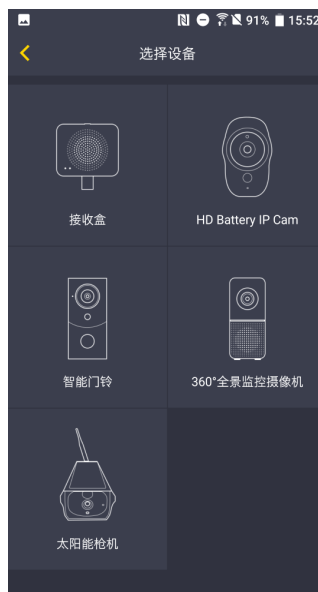 91% 15:52
选择设备
接收盒
HD Battery IP Cam
智能门铃
360°全景监控摄像机
太阳能枪机